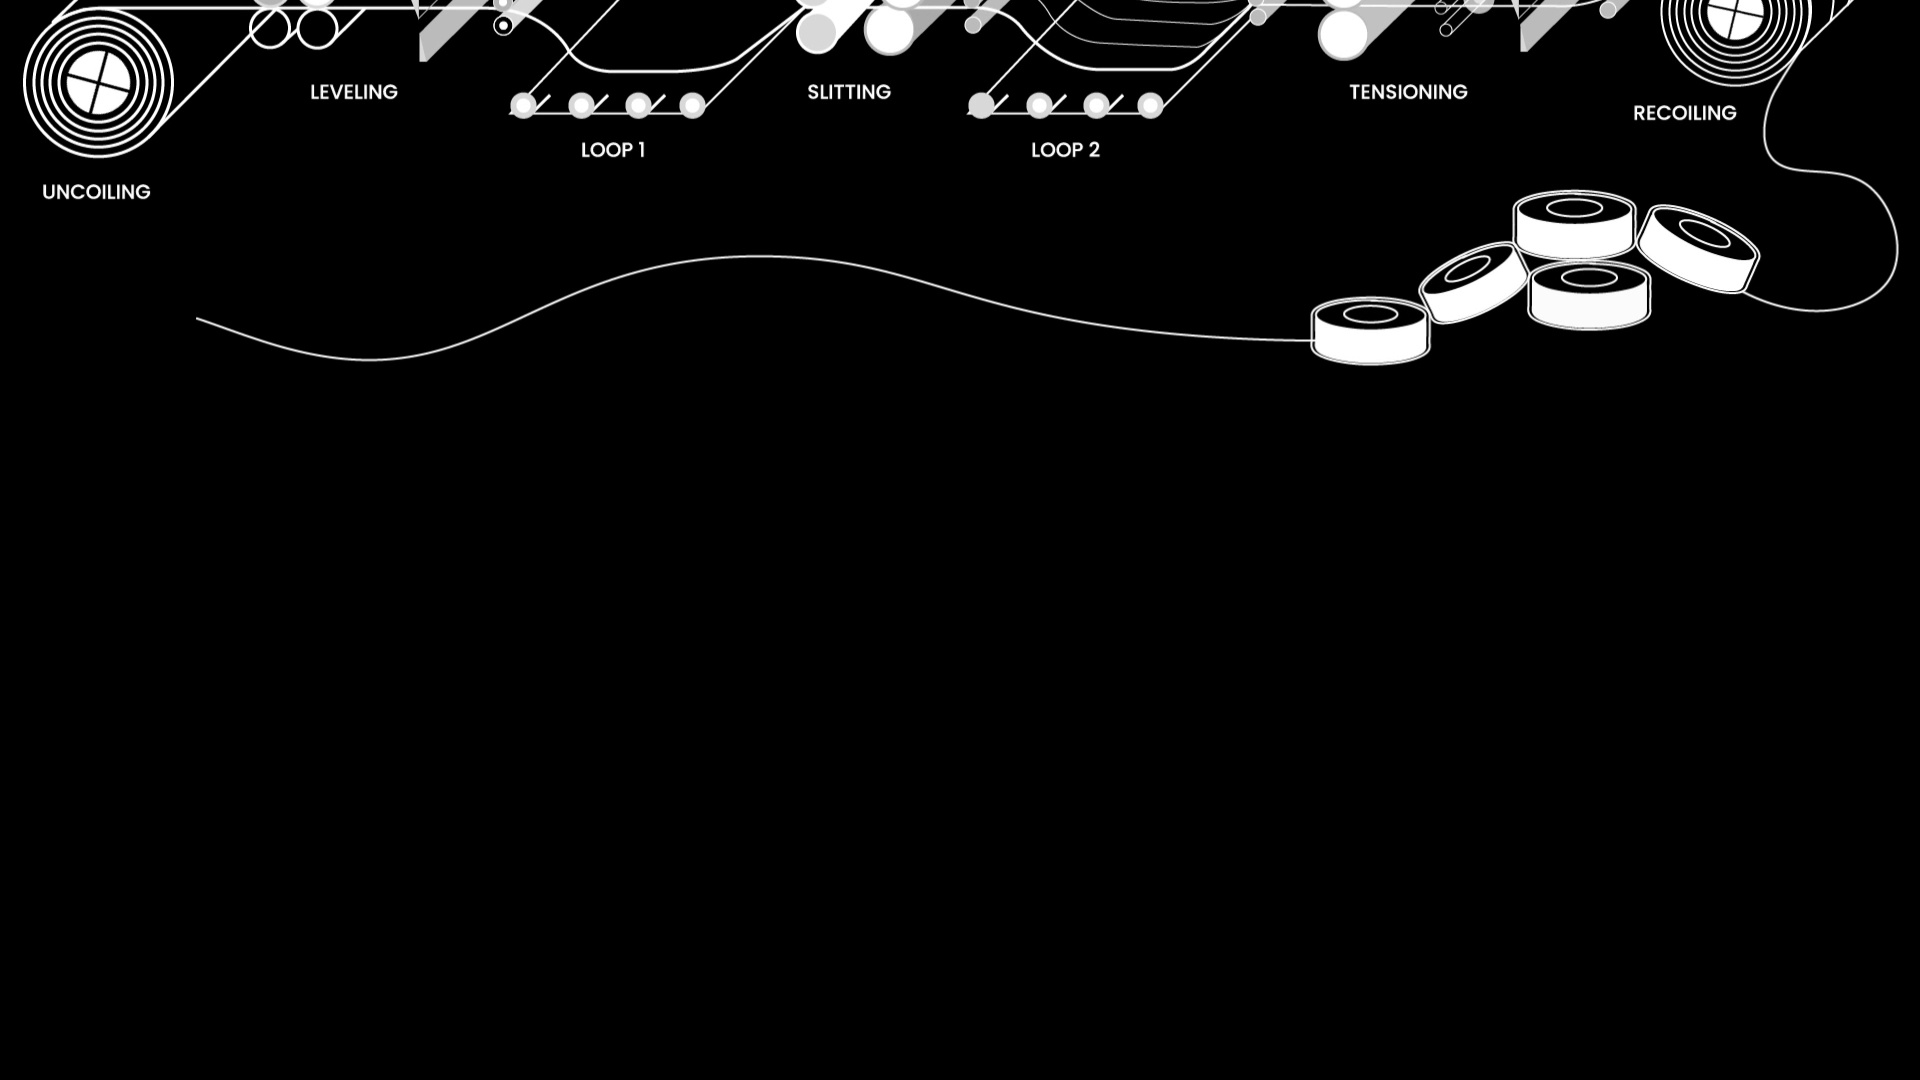 UNCOILING
LEVELING
LOOP 1
SLITTING
LOOP 2
TENSIONING
RECOILING